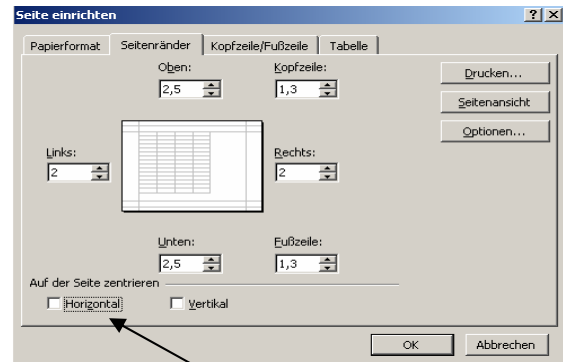 Seite einrichten
Papierformat Seitenränder Kopfzeile/Fußzeile Tabelle
Oben: Kopfzeile: Drucken...
2,5 1,3
Seitenansicht
Optionen...
Links: Rechts:
2 2
Unten: Fußzeile:
2,5 1,3
Auf der Seite zentrieren
Horizontal Vertikal
OK Abbrechen